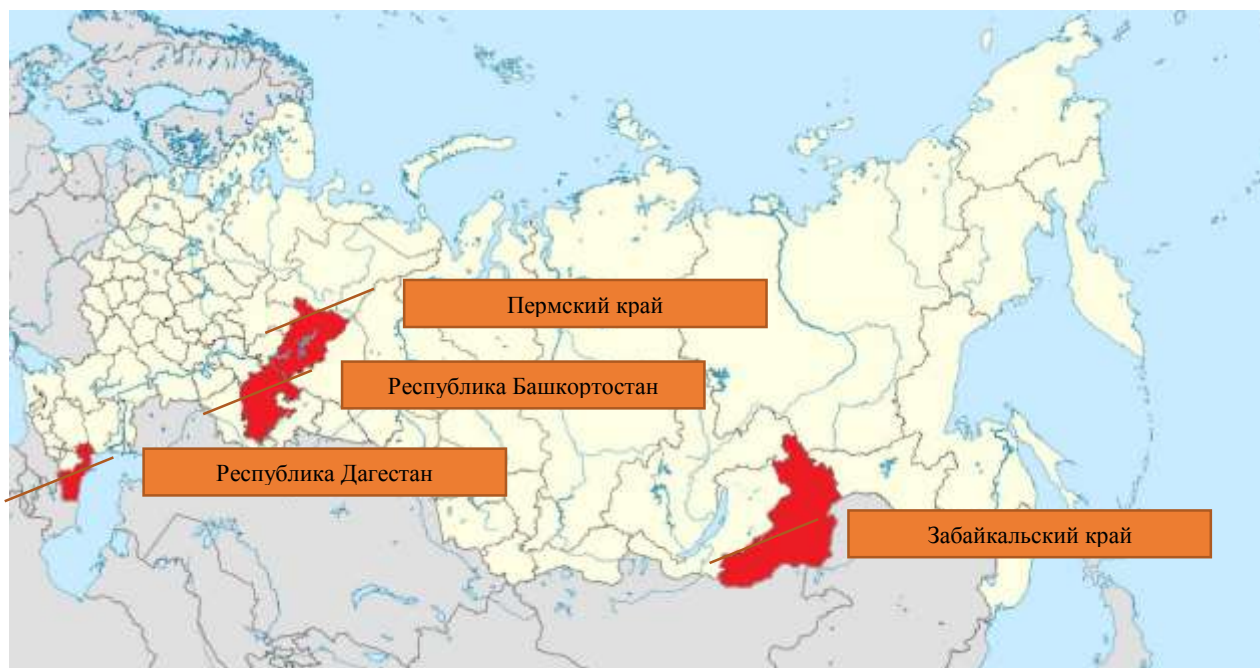 Пермский край
Республика Башкортостан
Республика Дагестан
Забайкальский край